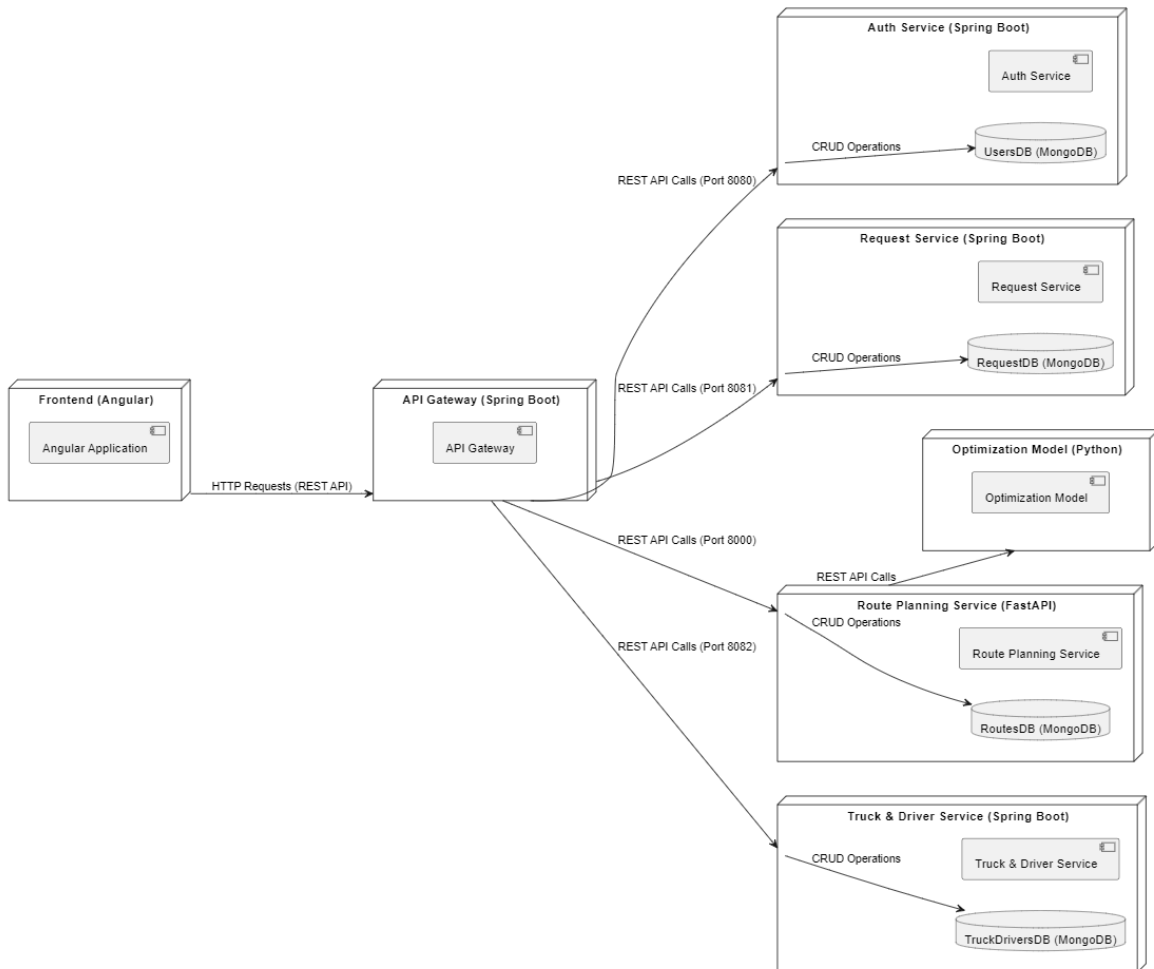 Auth Service (Spring Boot)
Auth Service
CRUD Operations
UsersDB (MongoDB)
REST API Calls (Port 8080)
Request Service (Spring Boot)
Request Service
CRUD Operations
RequestDB (MongoDB)
REST API Calls (Port 8081)
Frontend (Angular)
Angular Application
HTTP Requests (REST API)
API Gateway (Spring Boot)
API Gateway
Optimization Model (Python)
Optimization Model
REST API Calls (Port 8000)
REST API Calls
Route Planning Service (FastAPI)
CRUD Operations
Route Planning Service
RoutesDB (MongoDB)
REST API Calls (Port 8082)
Truck & Driver Service (Spring Boot)
Truck & Driver Service
CRUD Operations
TruckDriversDB (MongoDB)